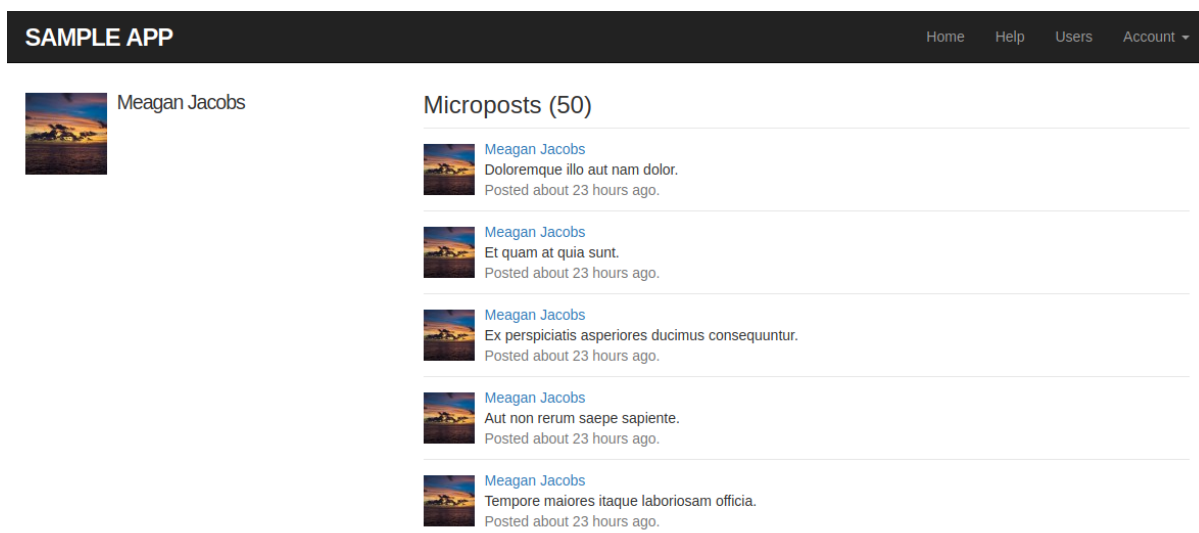 SAMPLE APP
Home Help Users Account
Meagan Jacobs
Microposts (50)
Meagan Jacobs
Doloremque illo aut nam dolor.
Posted about 23 hours ago.
Meagan Jacobs
Et quam at quia sunt.
Posted about 23 hours ago.
Meagan Jacobs
Ex perspiciatis asperiores ducimus consequuntur.
Posted about 23 hours ago.
Meagan Jacobs
Aut non rerum saepe sapiente.
Posted about 23 hours ago.
Meagan Jacobs
Tempore maiores itaque laboriosam officia.
Posted about 23 hours ago.